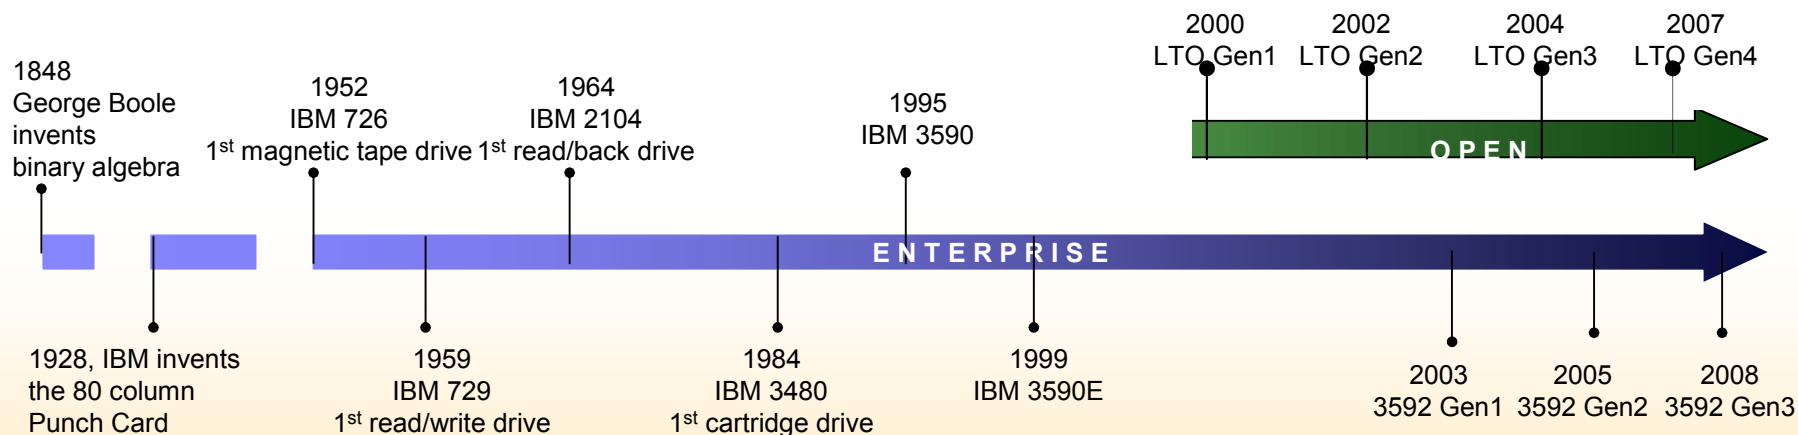 2000
LTO Gen1
2002
LTO Gen2
2004
LTO Gen3
2007
LTO Gen4
1848
George Boole
invents
binary algebra
1952
IBM 726
1st magnetic tape drive
1964
IBM 2104
1st read/back drive
1995
IBM 3590
OPEN
ENTERPRISE
1928, IBM invents
the 80 column
Punch Card
1959
IBM 729
1st read/write drive
1984
IBM 3480
1st cartridge drive
1999
IBM 3590E
2003
3592 Gen1
2005
3592 Gen2
2008
3592 Gen3